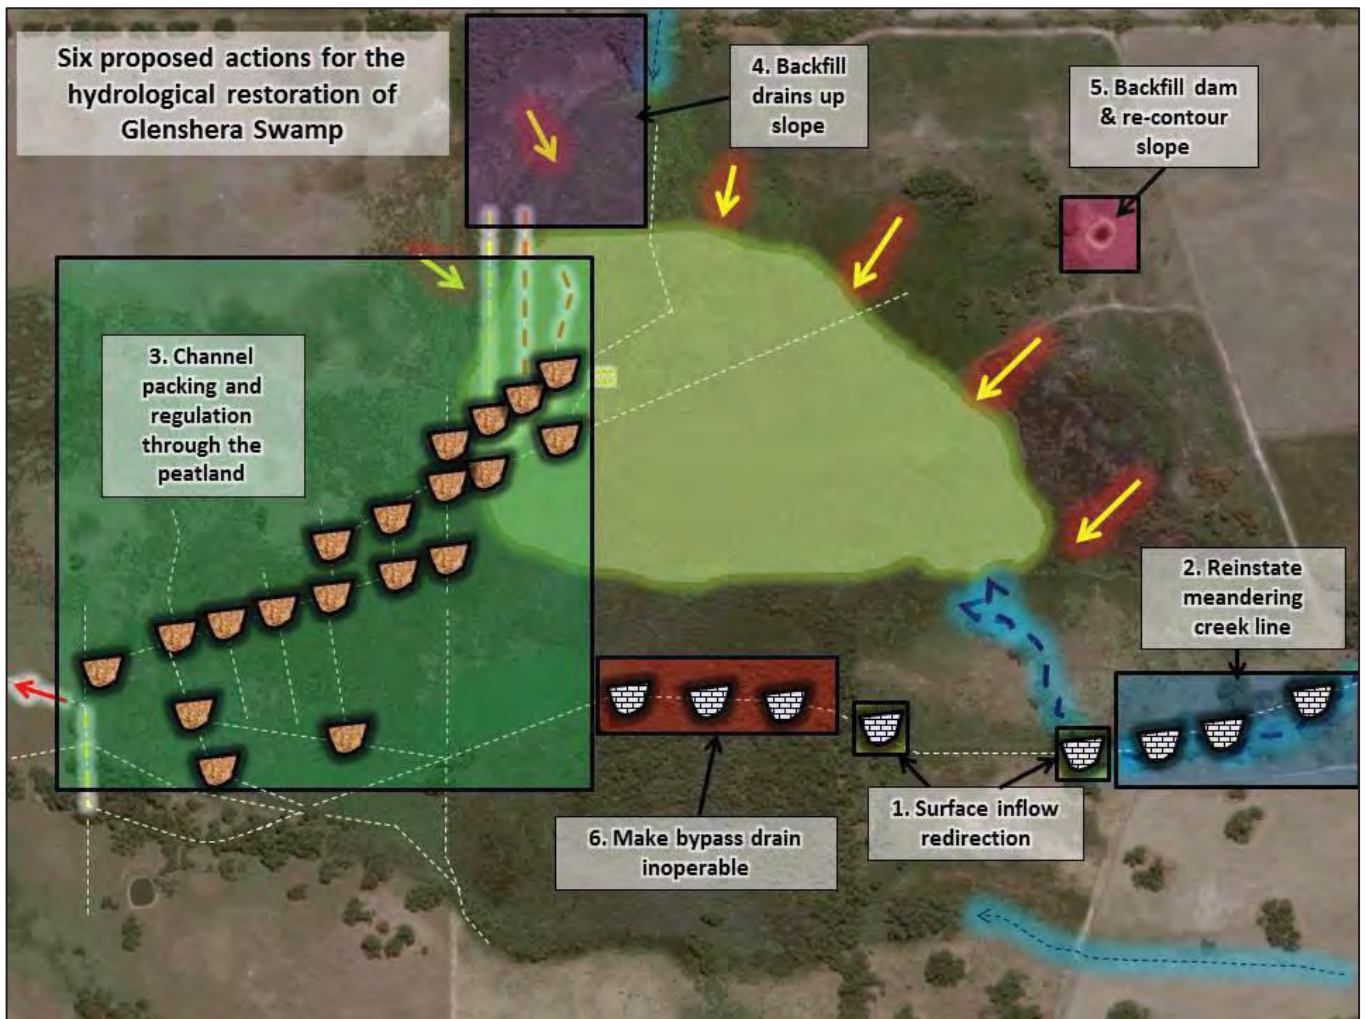 Six proposed actions for the
hydrological restoration of
Glenshera Swamp
4. Backfill
drains up
slope
5. Backfill dam
& re-contour
slope
3. Channel
packing and
regulation
through the
peatland
2. Reinstate
meandering
creek line
1. Surface inflow
redirection
6. Make bypass drain
inoperable